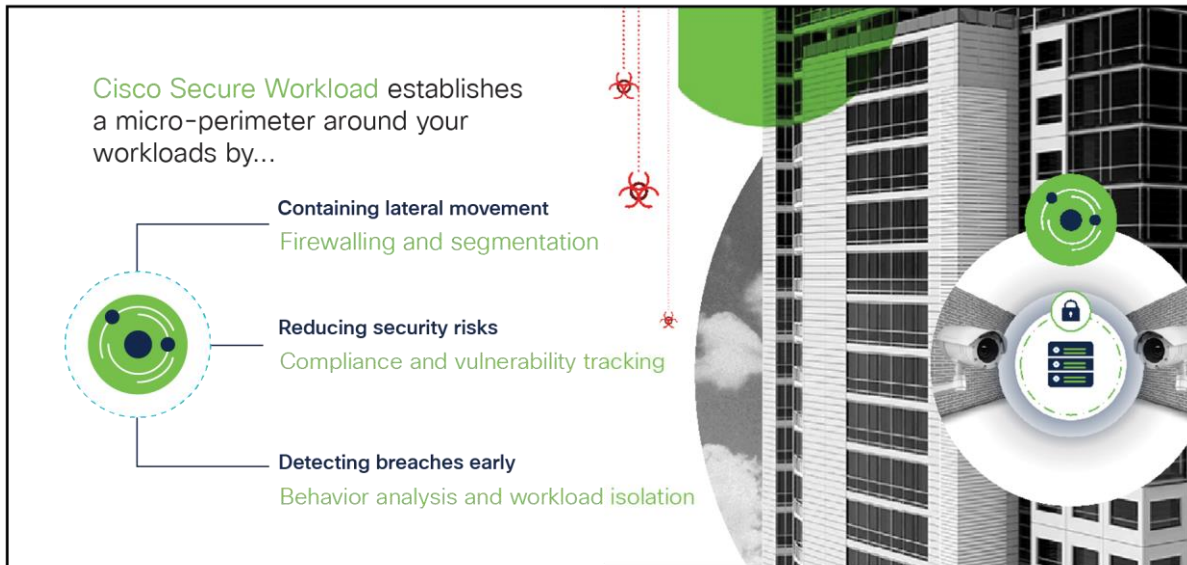 Cisco Secure Workload establishes
a micro-perimeter around your
workloads by...
Containing lateral movement
Firewalling and segmentation
Reducing security risks
Compliance and vulnerability tracking
Detecting breaches early
Behavior analysis and workload isolation